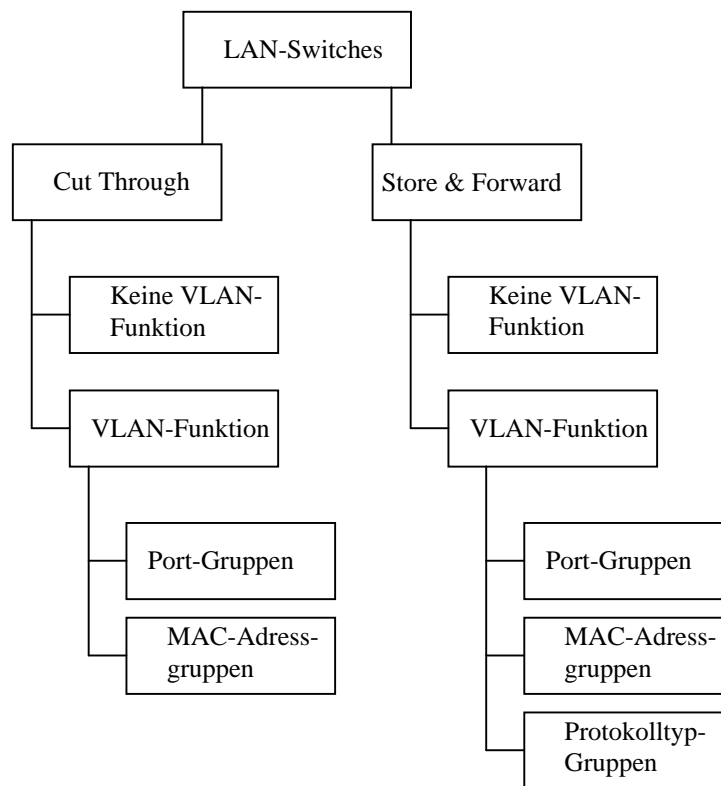 LAN-Switches
Cut Through
Store & Forward
Keine VLAN-
Funktion
Keine VLAN-
Funktion
VLAN-Funktion
VLAN-Funktion
Port-Gruppen
Port-Gruppen
MAC-Adress-
gruppen
MAC-Adress-
gruppen
Protokolltyp-
Gruppen